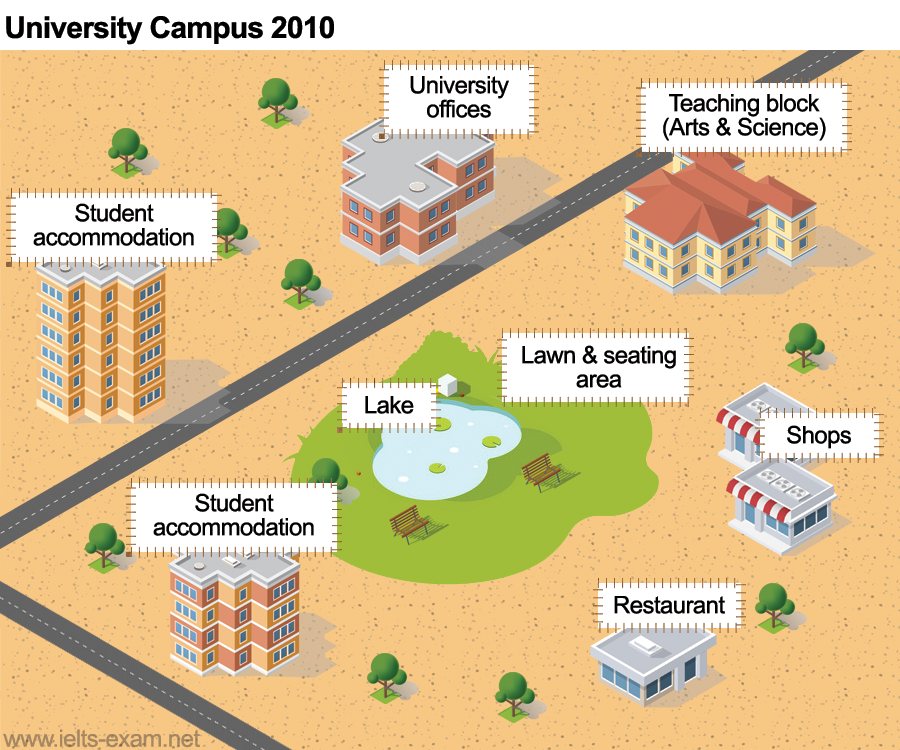 University Campus 2010
University
offices
Teaching block
(Arts & Science)
Student
accommodation
Lawn & seating
area
Lake
Shops
Student
accommodation
Restaurant
www.ielts-exam.net